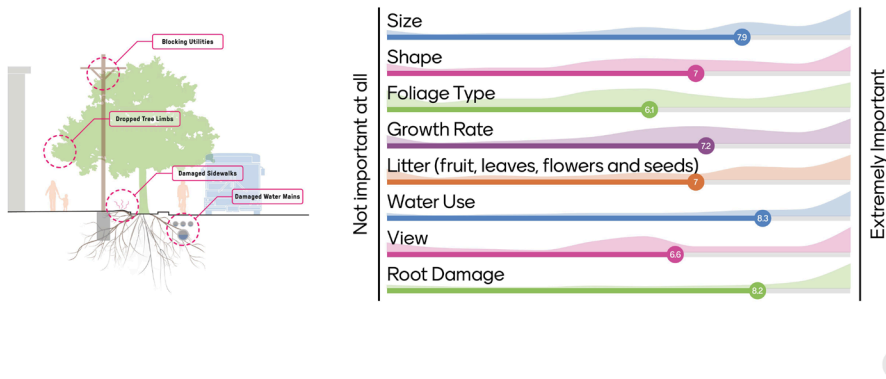 Blocking Utilities
Dropped Tree Limbs
Damaged Sidewalks
Damaged Water Mains
Not important at all
Size
7.9
Shape
7
Foliage Type
6.1
Growth Rate
7.2
Litter (fruit, leaves, flowers and seeds)
7
Water Use
8.3
View
6.6
Root Damage
8.2
Extremely Important